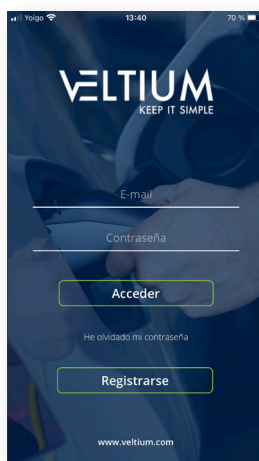 Yoigo 13:40 70 %
VELTIUM
KEEP IT SIMPLE
E-mail
Contraseña
Acceder
He olvidado mi contraseña
Registrarse
www.veltium.com